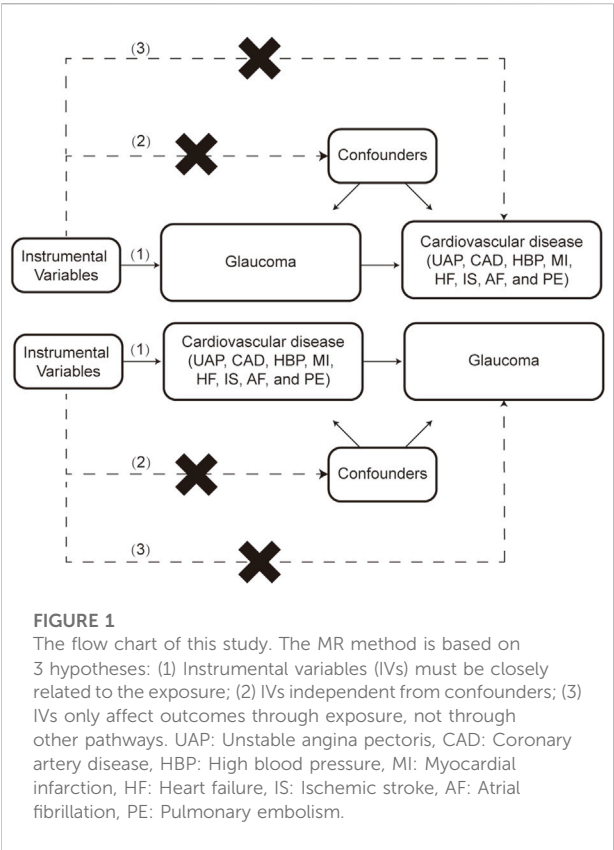 (3)
(2)
Confounders
Instrumental
Variables
(1)
Glaucoma
Cardiovascular disease
(UAP, CAD, HBP, MI,
HF, IS, AF, and PE)
Instrumental
Variables
(1)
Cardiovascular disease
(UAP, CAD, HBP, MI,
HF, IS, AF, and PE)
Glaucoma
(2)
Confounders
(3)
FIGURE 1
The flow chart of this study. The MR method is based on
3 hypotheses: (1) Instrumental variables (IVs) must be closely
related to the exposure; (2) IVs independent from confounders; (3)
IVs only affect outcomes through exposure, not through
other pathways. UAP: Unstable angina pectoris, CAD: Coronary
artery disease, HBP: High blood pressure, MI: Myocardial
infarction, HF: Heart failure, IS: Ischemic stroke, AF: Atrial
fibrillation, PE: Pulmonary embolism.